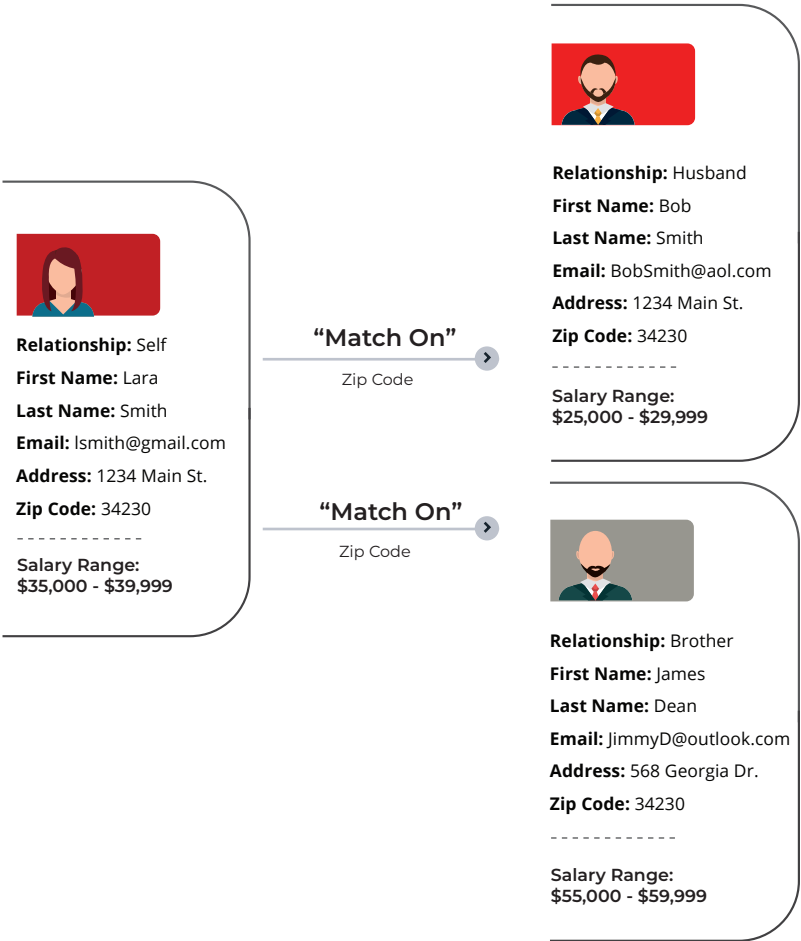 Relationship: Self
First Name: Lara
Last Name: Smith
Email: lsmith@gmail.com
Address: 1234 Main St.
Zip Code: 34230
------------
Salary Range:
$35,000 - $39,999
“Match On”
Zip Code
“Match On”
Zip Code
Relationship: Husband
First Name: Bob
Last Name: Smith
Email: BobSmith@aol.com
Address: 1234 Main St.
Zip Code: 34230
------------
Salary Range:
$25,000 - $29,999
Relationship: Brother
First Name: James
Last Name: Dean
Email: JimmyD@outlook.com
Address: 568 Georgia Dr.
Zip Code: 34230
------------
Salary Range:
$55,000 - $59,999